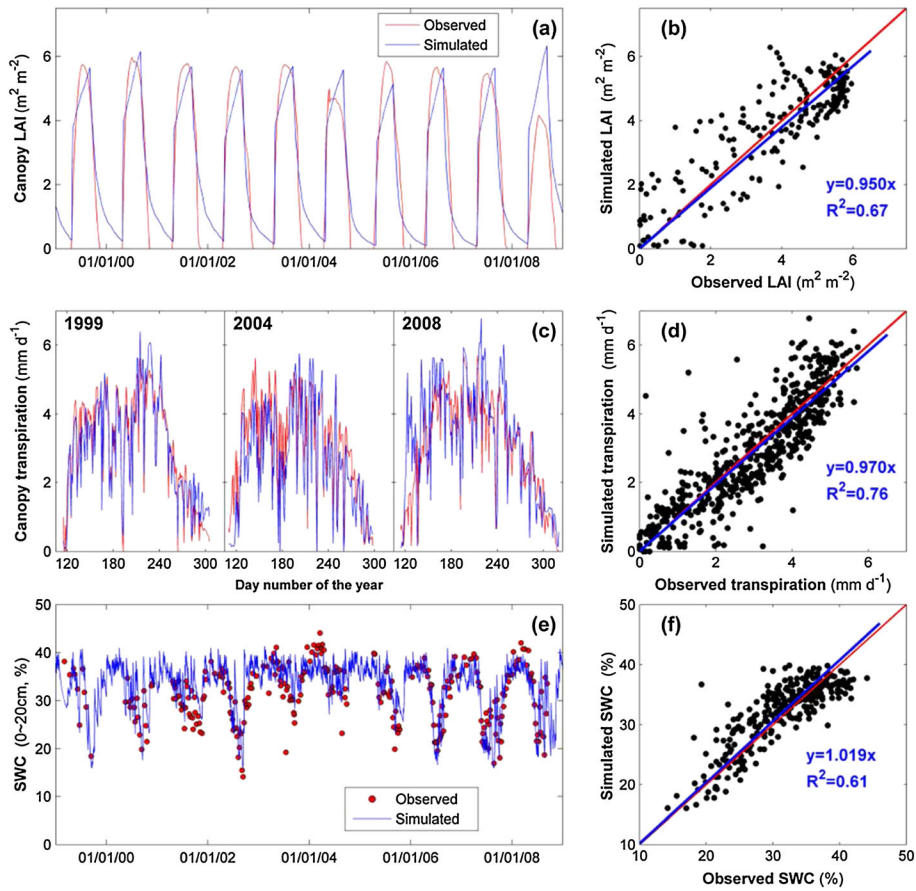 (a)
Observed
Simulated
Canopy LAI (m² m⁻²)
6
4
2
0
01/01/00 01/01/02 01/01/04 01/01/06 01/01/08
(b)
Simulated LAI (m² m⁻²)
6
4
2
0
y=0.950x
R²=0.67
0 2 4 6
Observed LAI (m² m⁻²)
1999 2004 2008 (c)
Canopy transpiration (mm d⁻¹)
6
4
2
0
120 180 240 300 120 180 240 300 120 180 240 300
Day number of the year
(d)
Simulated transpiration (mm d⁻¹)
6
4
2
0
y=0.970x
R²=0.76
0 2 4 6
Observed transpiration (mm d⁻¹)
(e)
SWC (0~20cm, %)
50
40
30
20
10
0
Observed
Simulated
01/01/00 01/01/02 01/01/04 01/01/06 01/01/08
(f)
Simulated SWC (%)
50
40
30
20
10
y=1.019x
R²=0.61
10 20 30 40 50
Observed SWC (%)